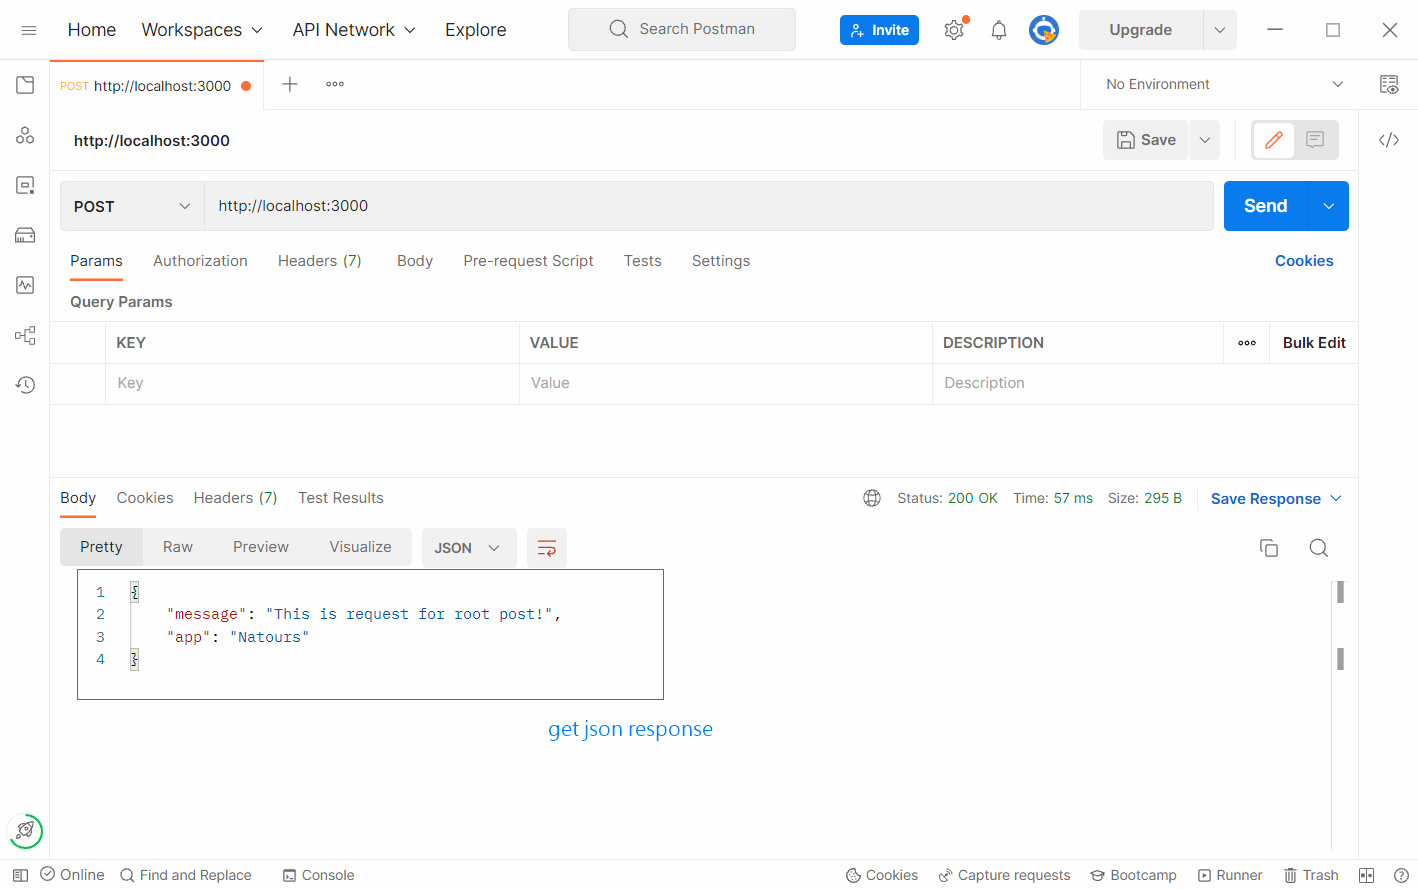 Home Workspaces API Network Explore Search Postman Invite Upgrade
POST http://localhost:3000 No Environment
http://localhost:3000 Save
POST http://localhost:3000 Send
Params Authorization Headers (7) Body Pre-request Script Tests Settings Cookies
Query Params
KEY VALUE DESCRIPTION Bulk Edit
Key Value Description
Body Cookies Headers (7) Test Results Status: 200 OK Time: 57 ms Size: 295 B Save Response
Pretty Raw Preview Visualize JSON
1 {
2 "message": "This is request for root post!",
3 "app": "Natours"
4 }
get json response
Online Find and Replace Console Cookies Capture requests Bootcamp Runner Trash